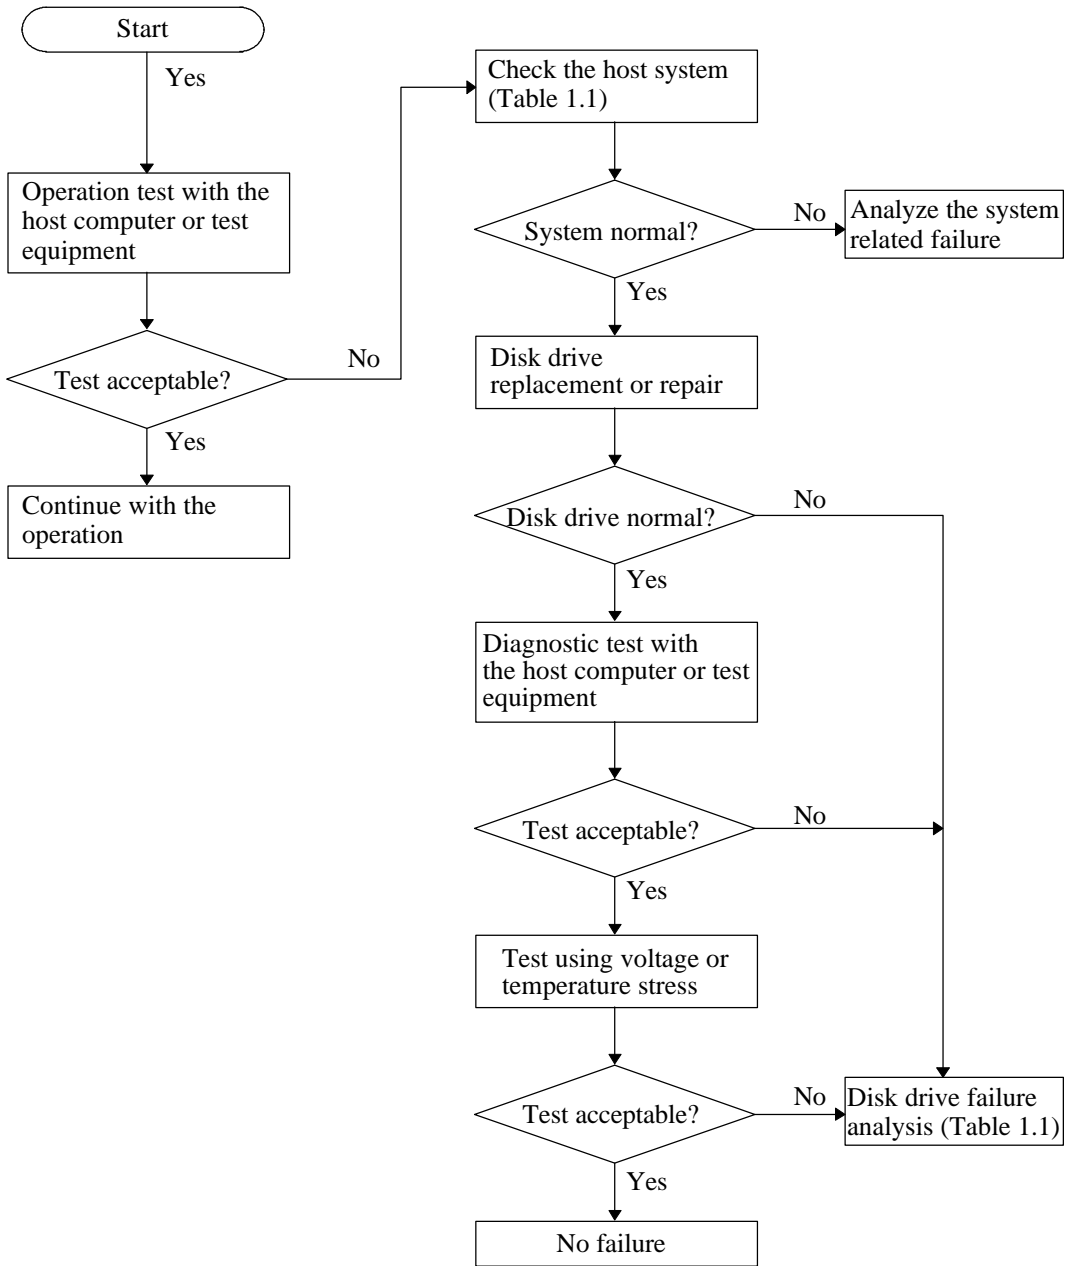 Start
Yes
Operation test with the
host computer or test
equipment
Test acceptable?
No
Yes
Continue with the
operation
Check the host system
(Table 1.1)
System normal?
No
Analyze the system
related failure
Yes
Disk drive
replacement or repair
Disk drive normal?
No
Yes
Diagnostic test with
the host computer or test
equipment
Test acceptable?
No
Yes
Test using voltage or
temperature stress
Test acceptable?
No
Disk drive failure
analysis (Table 1.1)
Yes
No failure